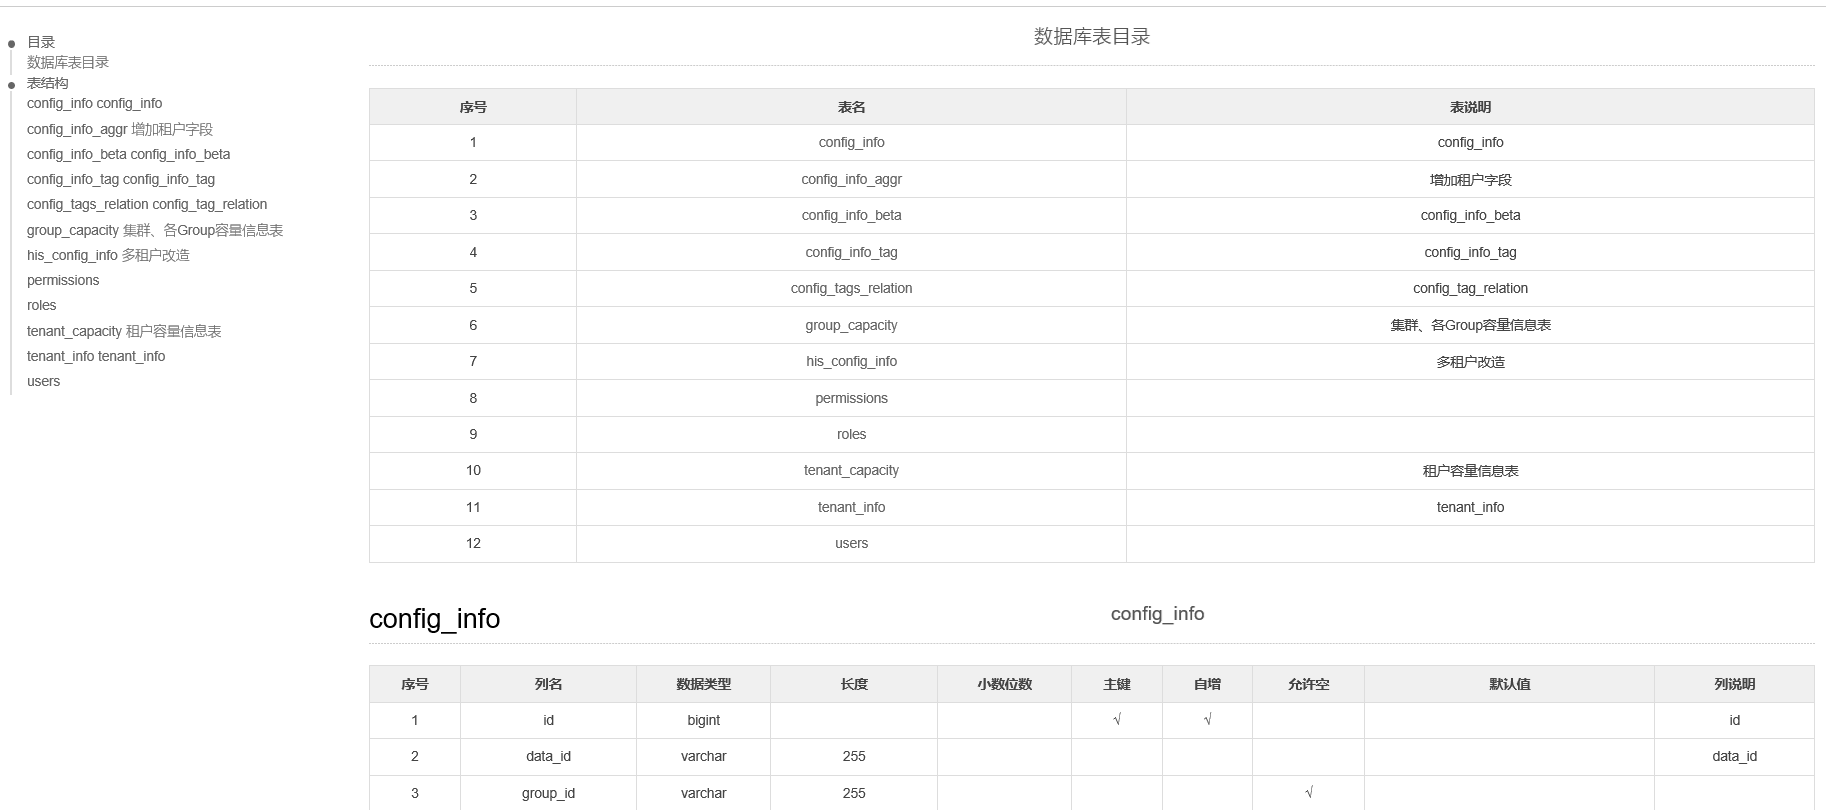 目录
数据库表目录
表结构
config_info config_info
config_info_aggr 增加租户字段
config_info_beta config_info_beta
config_info_tag config_info_tag
config_tags_relation config_tag_relation
group_capacity 集群、各Group容量信息表
his_config_info 多租户改造
permissions
roles
tenant_capacity 租户容量信息表
tenant_info tenant_info
users
数据库表目录
序号 表名 表说明
1 config_info config_info
2 config_info_aggr 增加租户字段
3 config_info_beta config_info_beta
4 config_info_tag config_info_tag
5 config_tags_relation config_tag_relation
6 group_capacity 集群、各Group容量信息表
7 his_config_info 多租户改造
8 permissions
9 roles
10 tenant_capacity 租户容量信息表
11 tenant_info tenant_info
12 users
config_info config_info
序号 列名 数据类型 长度 小数位数 主键 自增 允许空 默认值 列说明
1 id bigint √ √ id
2 data_id varchar 255 data_id
3 group_id varchar 255 √